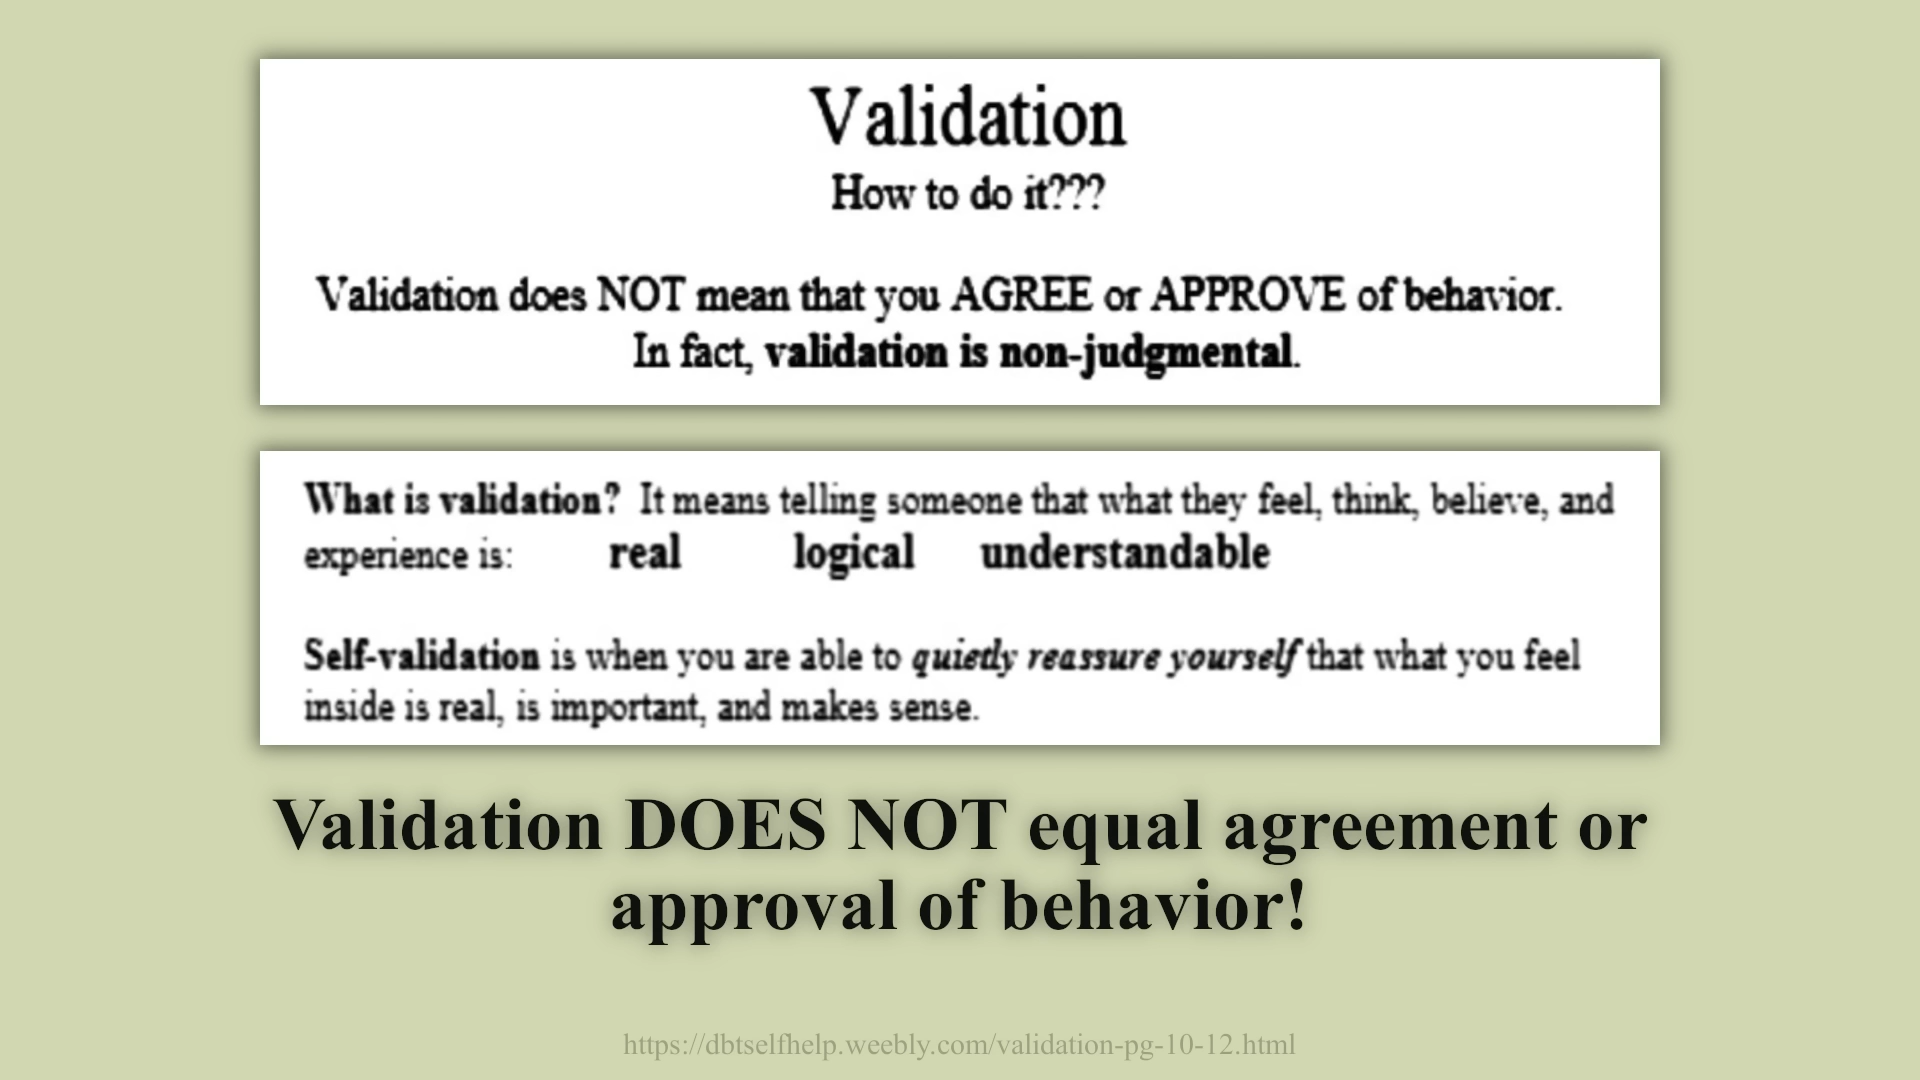 Validation
How to do it???
Validation does NOT mean that you AGREE or APPROVE of behavior.
In fact, validation is non-judgmental.
What is validation? It means telling someone that what they feel, think, believe, and
experience is: real logical understandable
Self-validation is when you are able to quietly reassure yourself that what you feel
inside is real, is important, and makes sense.
Validation DOES NOT equal agreement or
approval of behavior!
https://dbtselfhelp.weebly.com/validation-pg-10-12.html